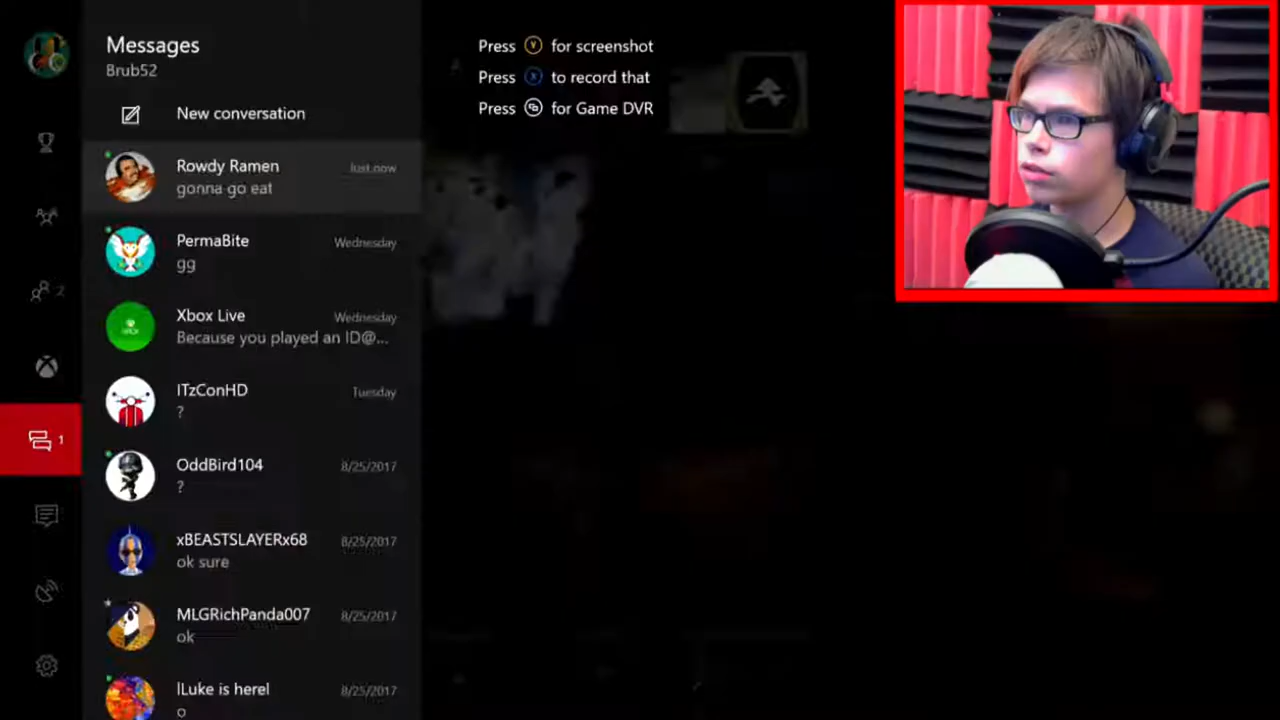 Messages
Brub52
New conversation
Rowdy Ramen Just now
gonna go eat
PermaBite Wednesday
gg
Xbox Live Wednesday
Because you played an ID@...
ITzConHD Tuesday
?
OddBird104 8/25/2017
?
xBEASTSLAYERx68 8/25/2017
ok sure
MLGRichPanda007 8/25/2017
ok
lLuke is herel 8/25/2017
o
2
1
Press Y for screenshot
Press X to record that
Press for Game DVR